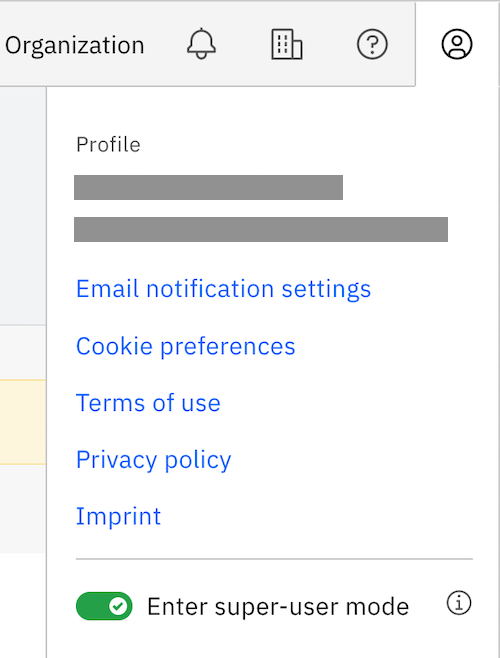 Organization
Profile
Email notification settings
Cookie preferences
Terms of use
Privacy policy
Imprint
Enter super-user mode